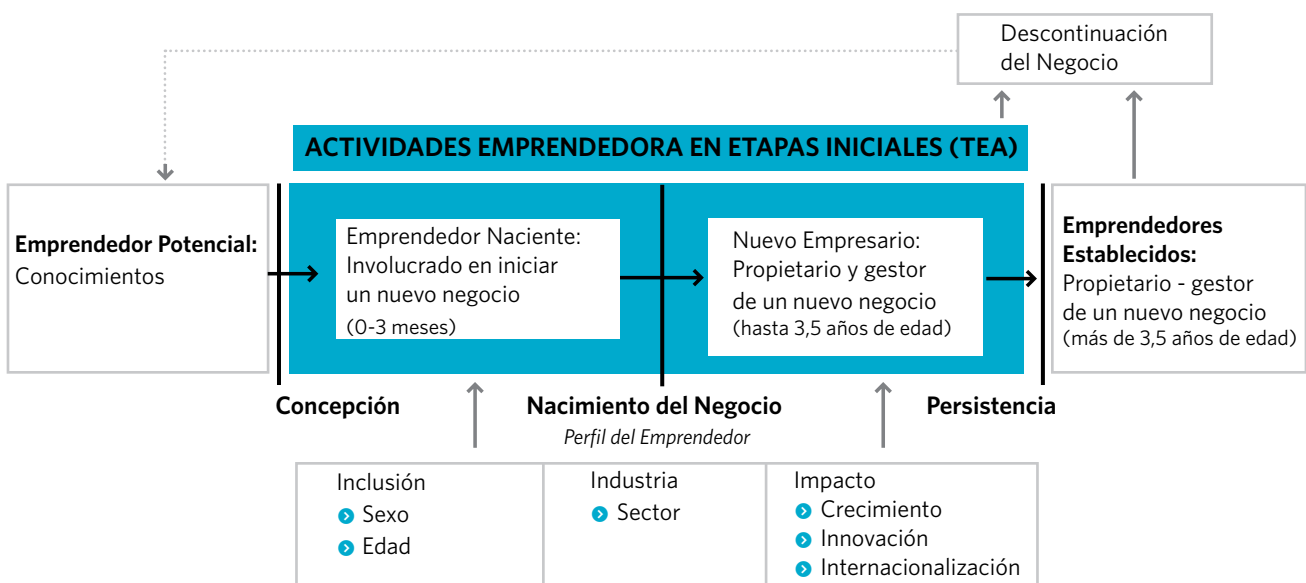 Descontinuación
del Negocio
ACTIVIDADES EMPRENDEDORA EN ETAPAS INICIALES (TEA)
Emprendedor Potencial:
Conocimientos
Emprendedor Naciente:
Involucrado en iniciar
un nuevo negocio
(0-3 meses)
Nuevo Empresario:
Propietario y gestor
de un nuevo negocio
(hasta 3,5 años de edad)
Emprendedores
Establecidos:
Propietario - gestor
de un nuevo negocio
(más de 3,5 años de edad)
Concepción
Nacimiento del Negocio
Persistencia
Perfil del Emprendedor
Inclusión
Sexo
Edad
Industria
Sector
Impacto
Crecimiento
Innovación
Internacionalización